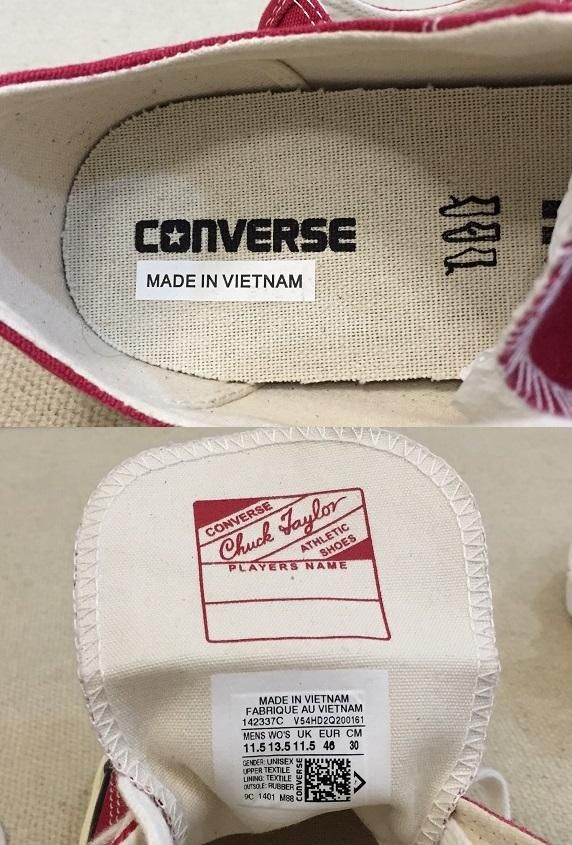 CONVERSE
MADE IN VIETNAM
CONVERSE
Chuck Taylor
ATHLETIC
SHOES
PLAYERS NAME
MADE IN VIETNAM
FABRIQUE AU VIETNAM
142337C V54HD2Q200161
MENS WO'S UK EUR CM
11.5 13.5 11.5 46 30
GENDER: UNISEX
UPPER TEXTILE
LINING: TEXTILE
OUTSOLE: RUBBER
CONVERSE
9C 1401 M88